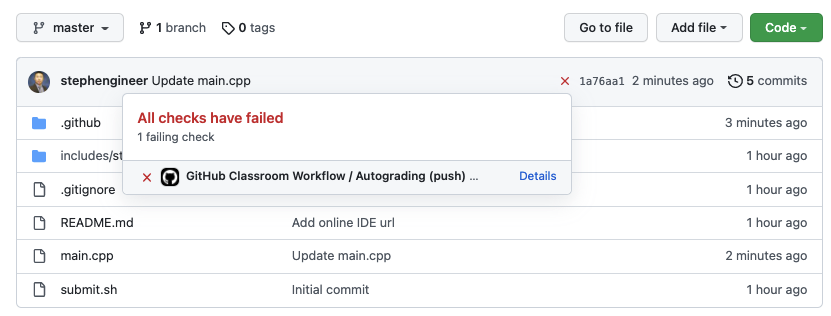 master 1 branch 0 tags Go to file Add file Code
stephengineer Update main.cpp 1a76aa1 2 minutes ago 5 commits
All checks have failed
1 failing check
.github 3 minutes ago
includes/ 1 hour ago
GitHub Classroom Workflow / Autograding (push) ... Details
.gitignore 1 hour ago
README.md Add online IDE url 1 hour ago
main.cpp Update main.cpp 2 minutes ago
submit.sh Initial commit 1 hour ago